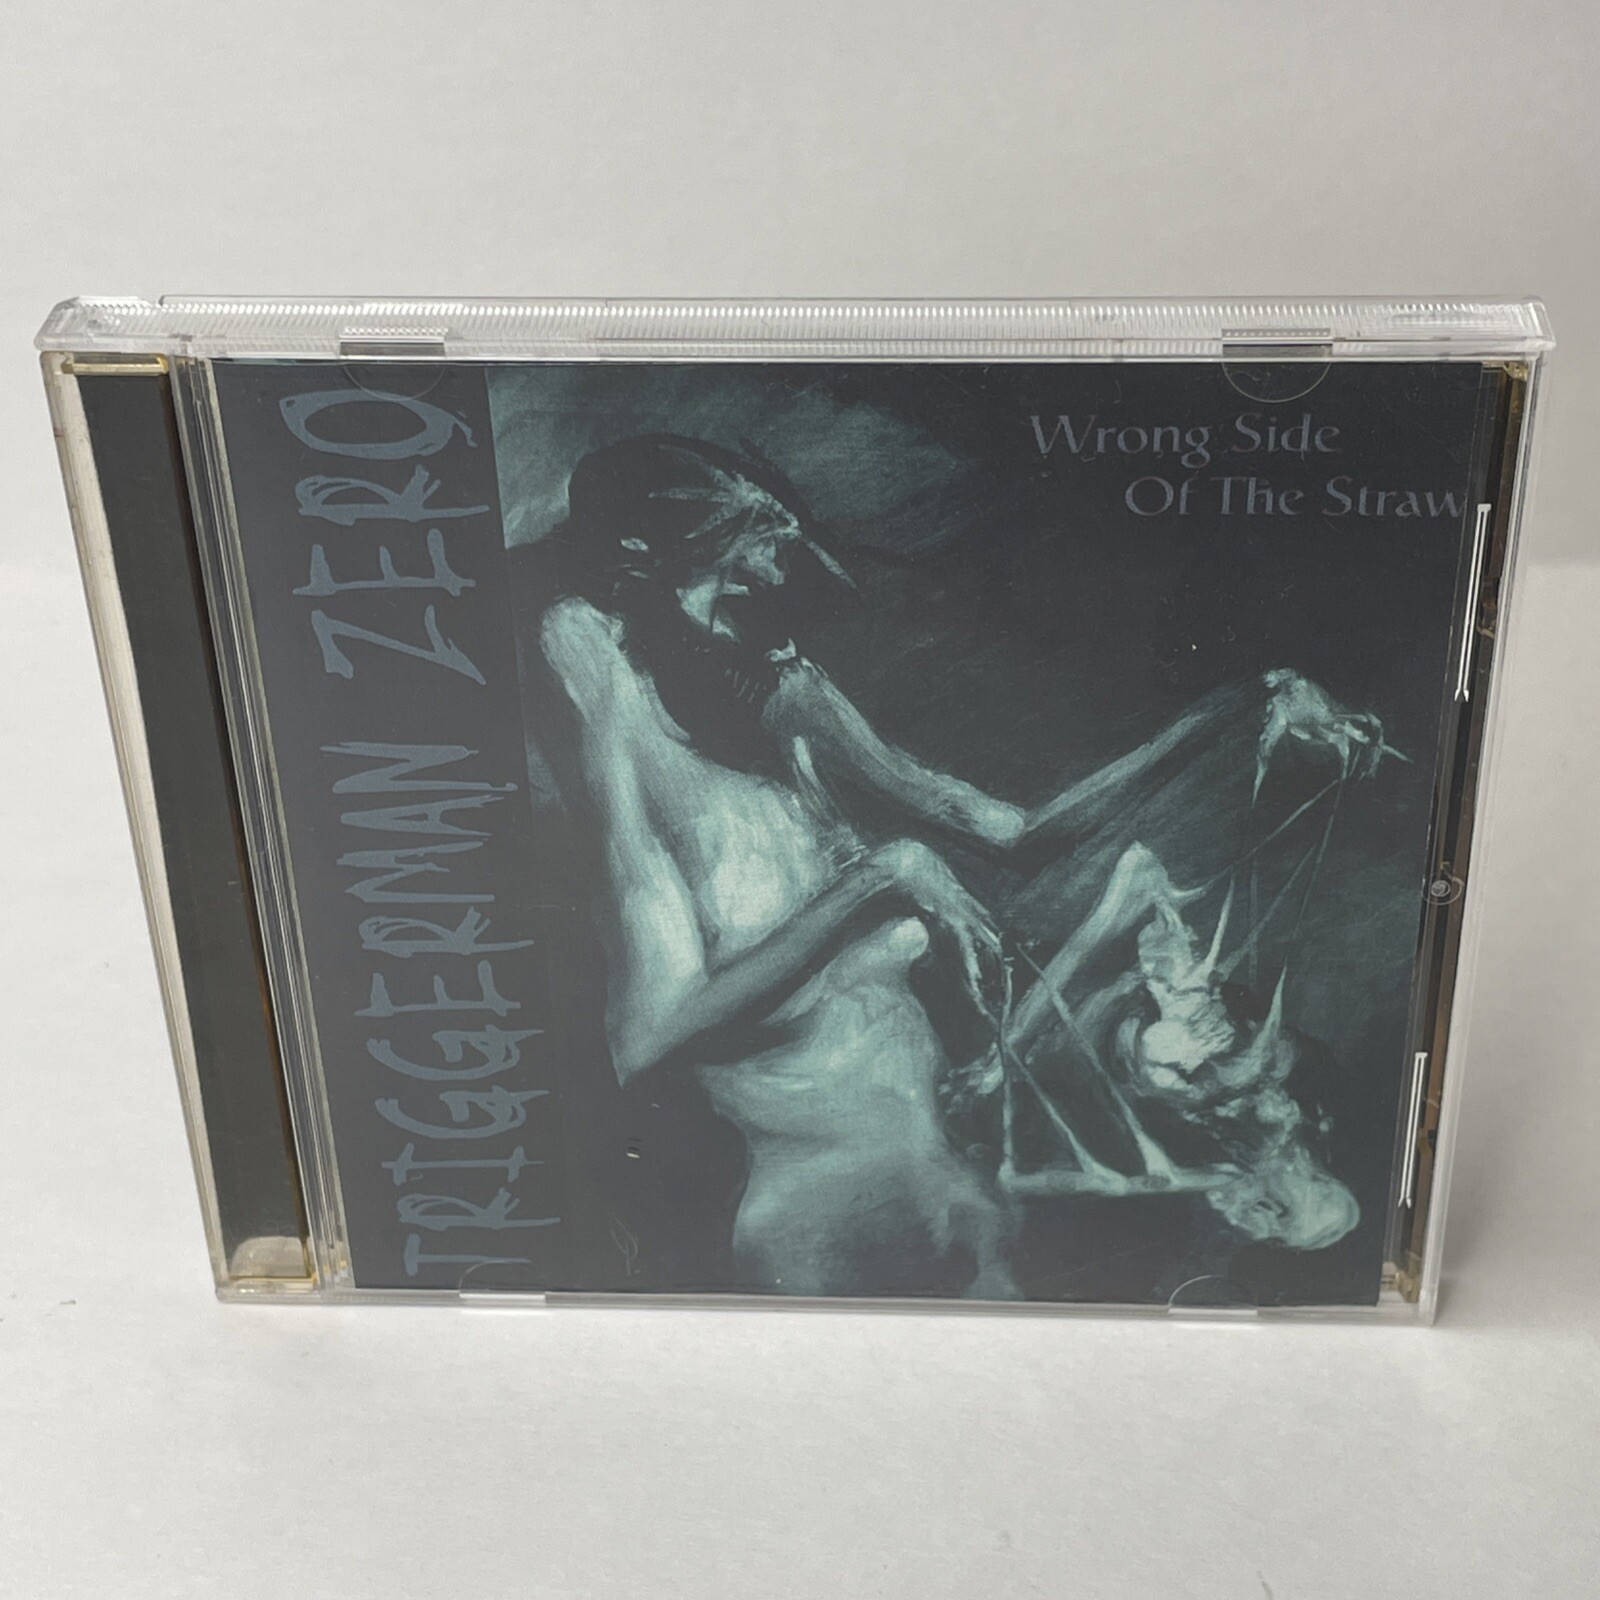 TRIGGERMAN ZERO
Wrong Side
Of The Straw